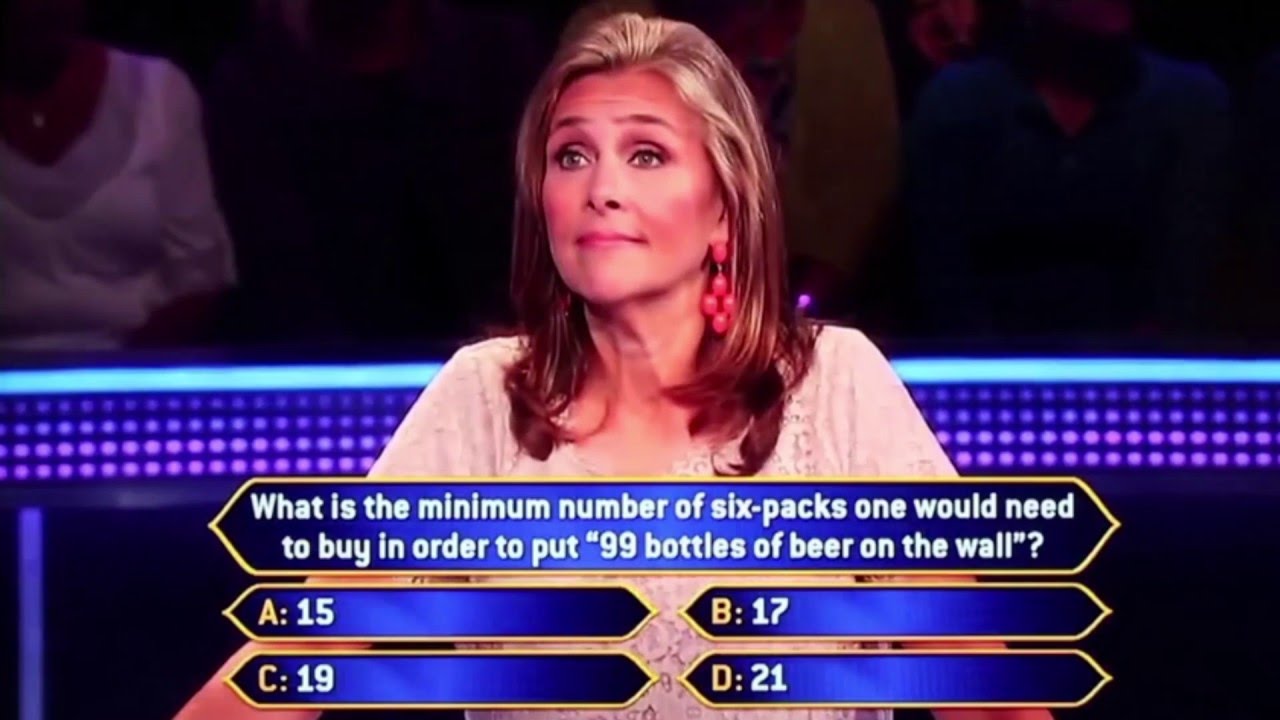 What is the minimum number of six-packs one would need
to buy in order to put “99 bottles of beer on the wall”?
A: 15
B: 17
C: 19
D: 21